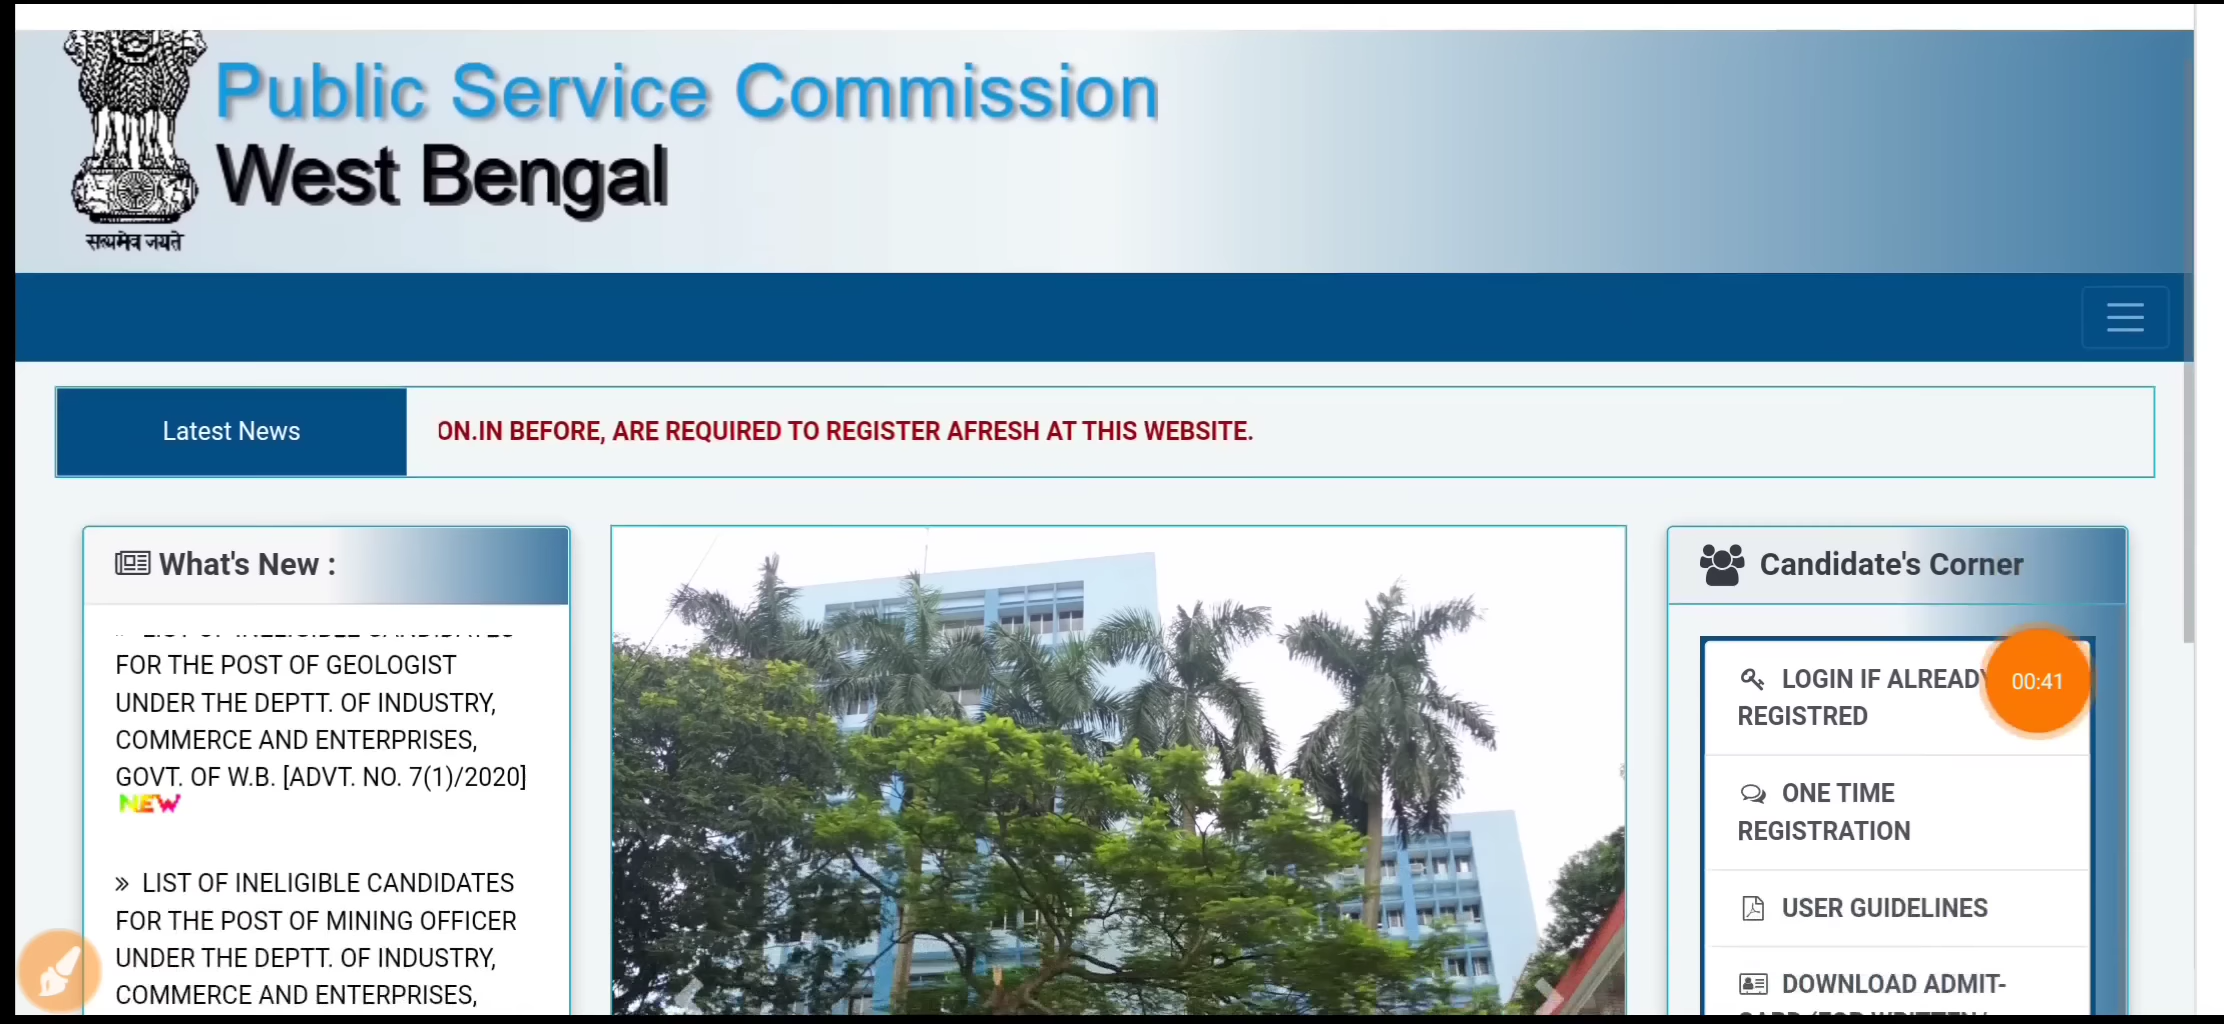 Public Service Commission
West Bengal
सत्यमेव जयते
Latest News
ON.IN BEFORE, ARE REQUIRED TO REGISTER AFRESH AT THIS WEBSITE.
What's New :
FOR THE POST OF GEOLOGIST
UNDER THE DEPTT. OF INDUSTRY,
COMMERCE AND ENTERPRISES,
GOVT. OF W.B. [ADVT. NO. 7(1)/2020]
NEW
» LIST OF INELIGIBLE CANDIDATES
FOR THE POST OF MINING OFFICER
UNDER THE DEPTT. OF INDUSTRY,
COMMERCE AND ENTERPRISES,
Candidate's Corner
LOGIN IF ALREADY
REGISTRED
00:41
ONE TIME
REGISTRATION
USER GUIDELINES
DOWNLOAD ADMIT-